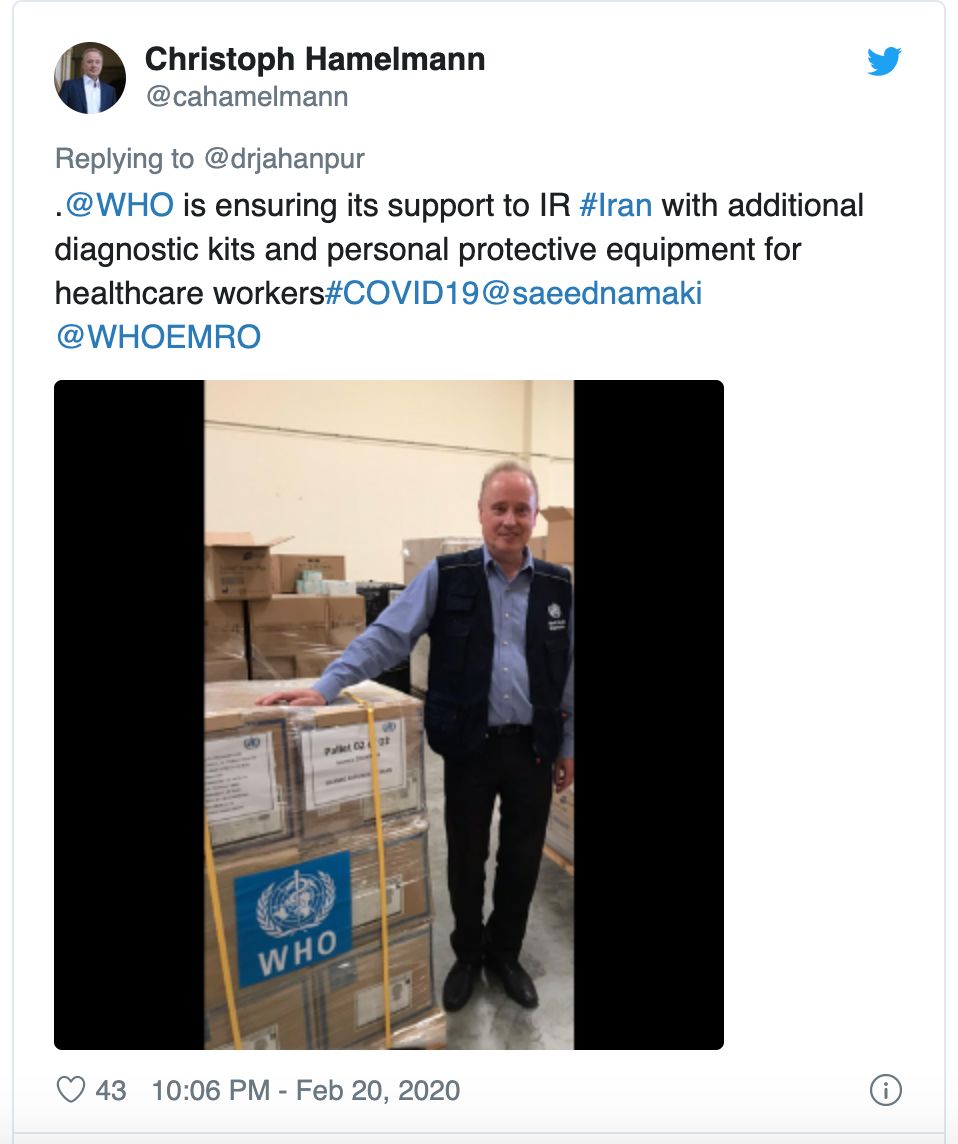 Christoph Hamelmann
@cahamelmann
Replying to @drjahanpur
.@WHO is ensuring its support to IR #Iran with additional
diagnostic kits and personal protective equipment for
healthcare workers#COVID19@saeednamaki
@WHOEMRO
Pallet 02
WHO
43 10:06 PM - Feb 20, 2020